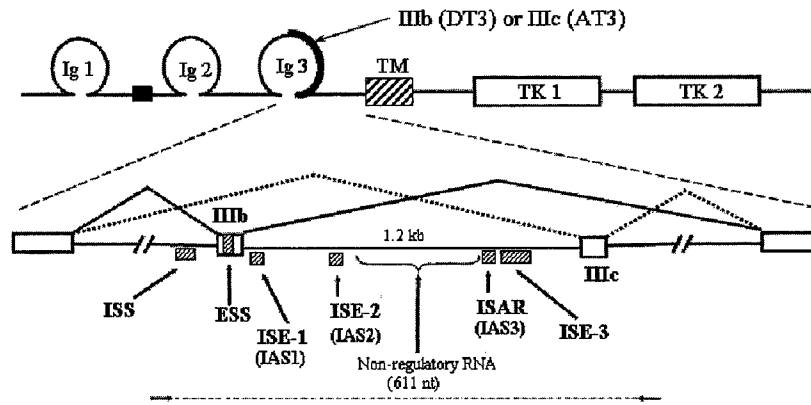 IIIb (DT3) or IIIc (AT3)
Ig 1
Ig 2
Ig 3
TM
TK 1
TK 2
IIIb
1.2 kb
IIIc
ISS
ESS
ISE-1
(IAS1)
ISE-2
(IAS2)
ISAR
(IAS3)
ISE-3
Non-regulatory RNA
(611 nt)